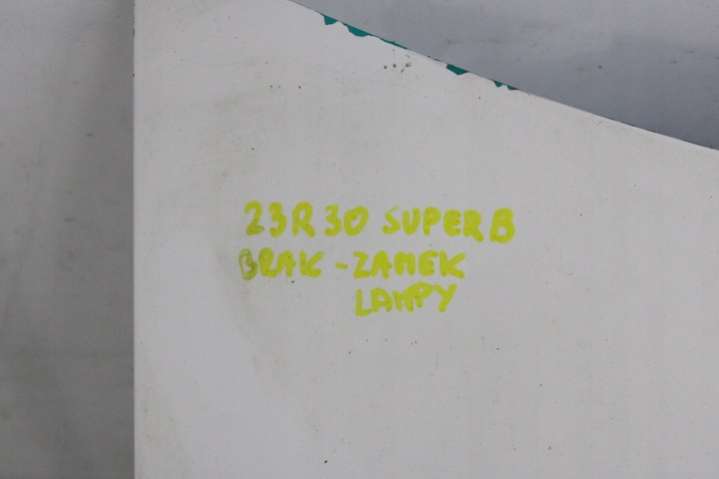 23R30 SUPERB
BRAK - ZAMEK
LAMPY